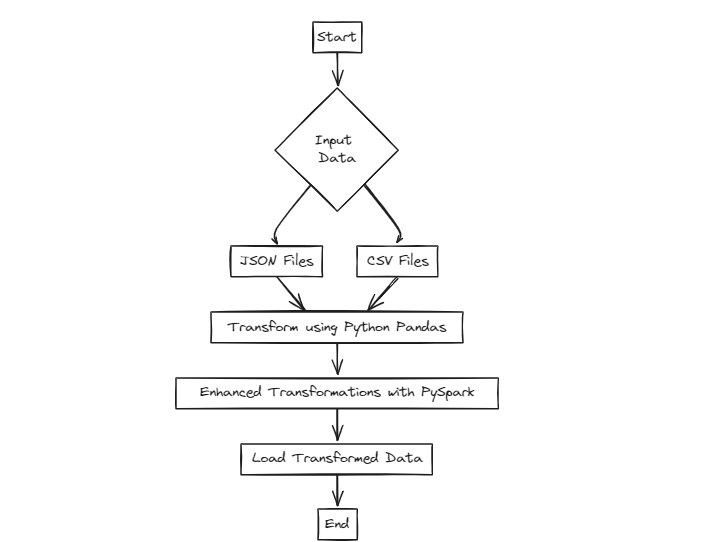 Start
Input
Data
JSON Files
CSV Files
Transform using Python Pandas
Enhanced Transformations with PySpark
Load Transformed Data
End